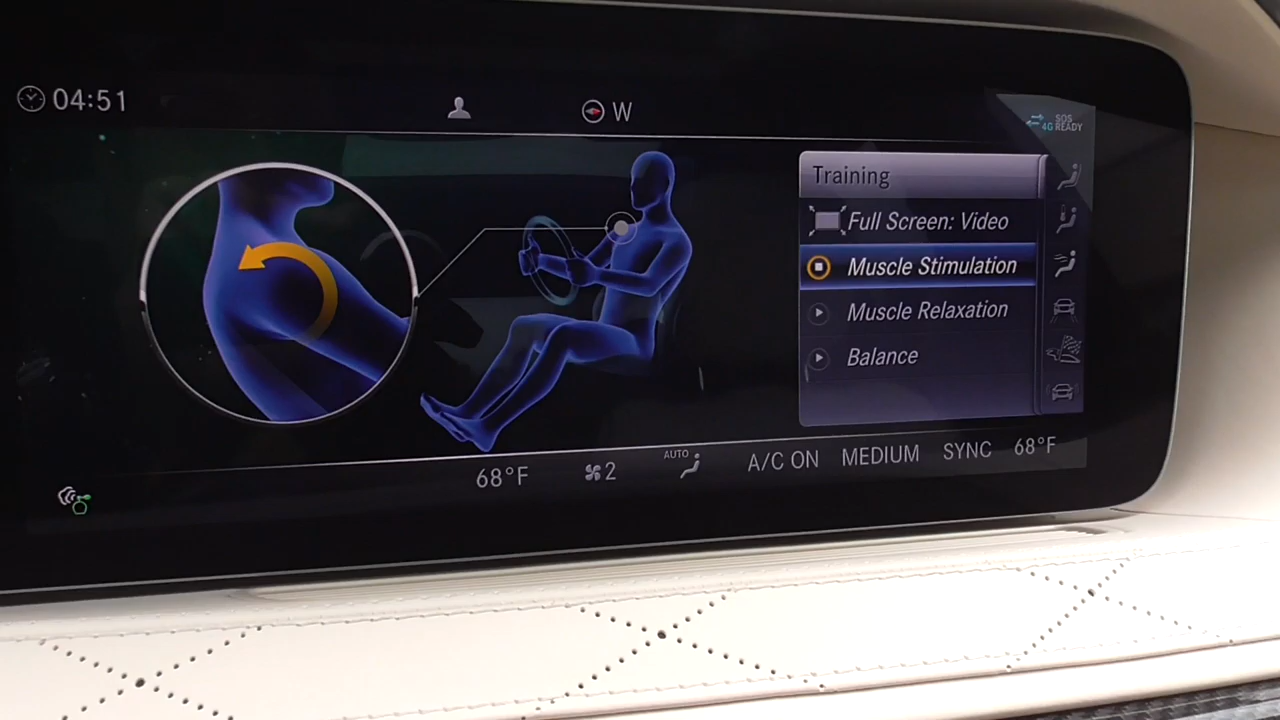 04:51
W
SOS
4G READY
Training
Full Screen: Video
Muscle Stimulation
Muscle Relaxation
Balance
68°F
2
AUTO
A/C ON
MEDIUM
SYNC
68°F